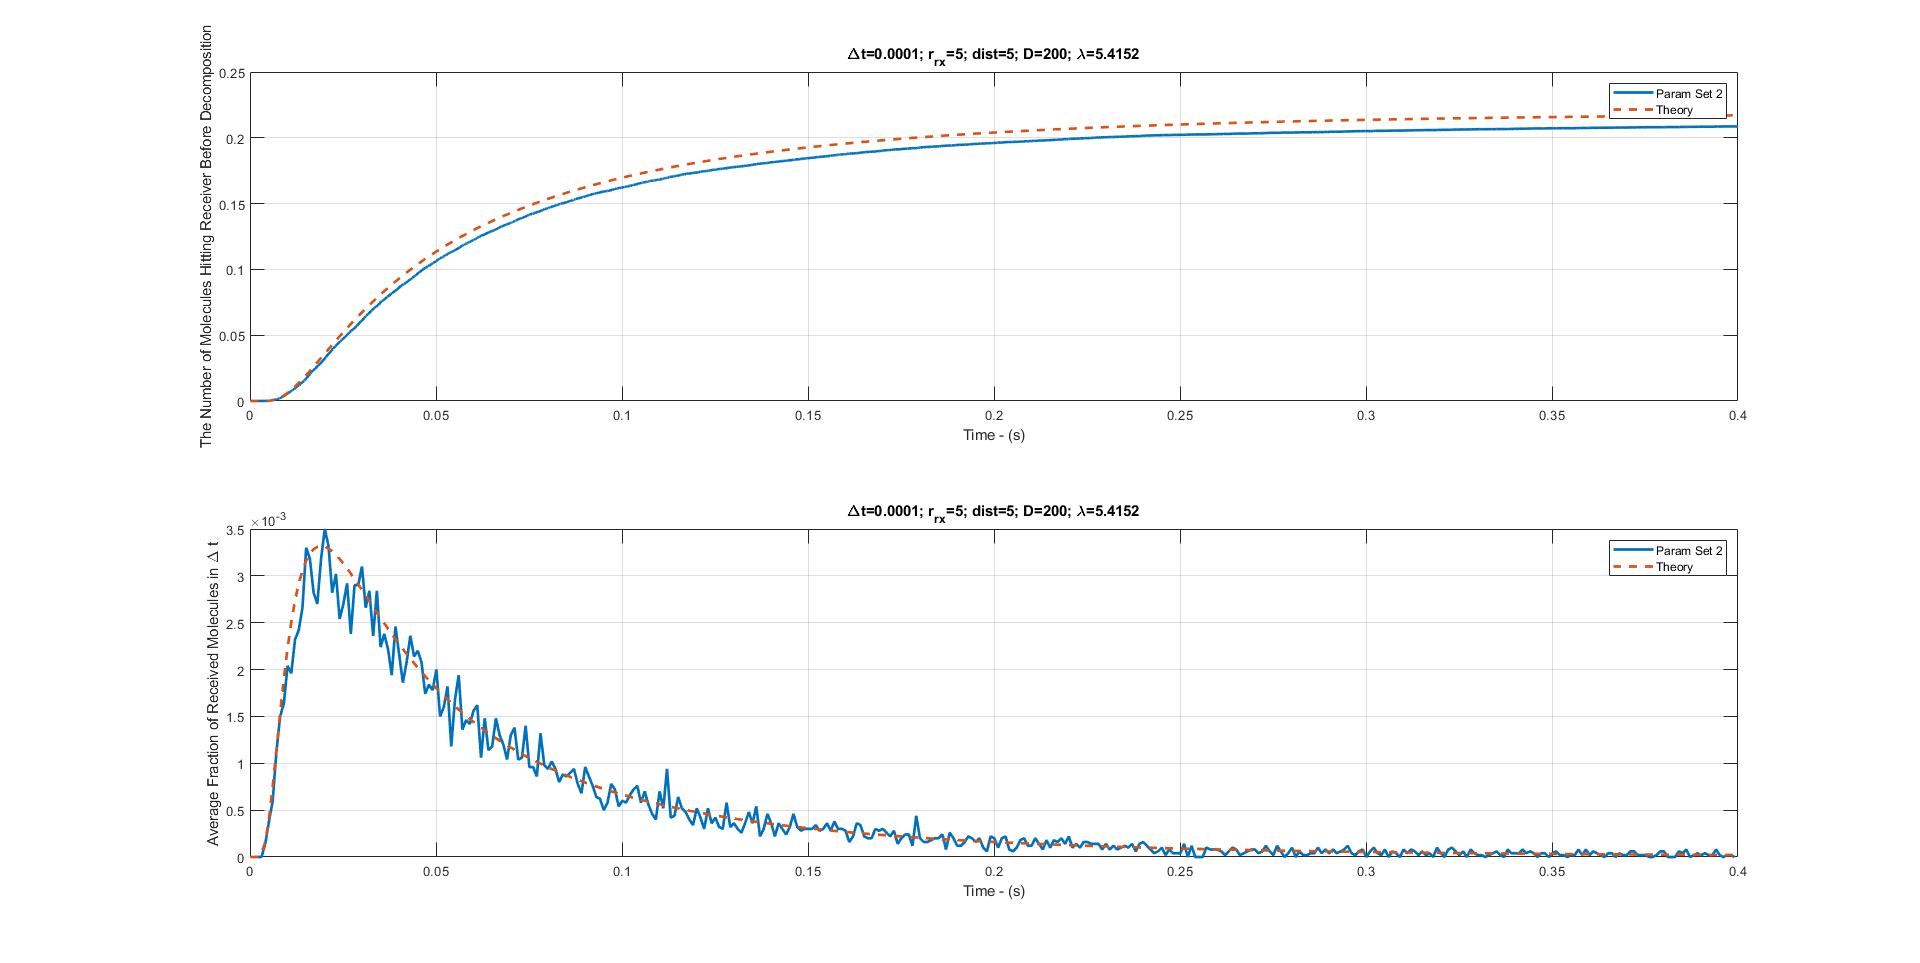 Δt=0.0001; r_rx=5; dist=5; D=200; λ=5.4152
The Number of Molecules Hitting Receiver Before Decomposition
0.25
0.2
0.15
0.1
0.05
0
Param Set 2
Theory
0 0.05 0.1 0.15 0.2 0.25 0.3 0.35 0.4
Time - (s)
Δt=0.0001; r_rx=5; dist=5; D=200; λ=5.4152
×10^-3
Average Fraction of Received Molecules in Δ t
3.5
3
2.5
2
1.5
1
0.5
0
Param Set 2
Theory
0 0.05 0.1 0.15 0.2 0.25 0.3 0.35 0.4
Time - (s)